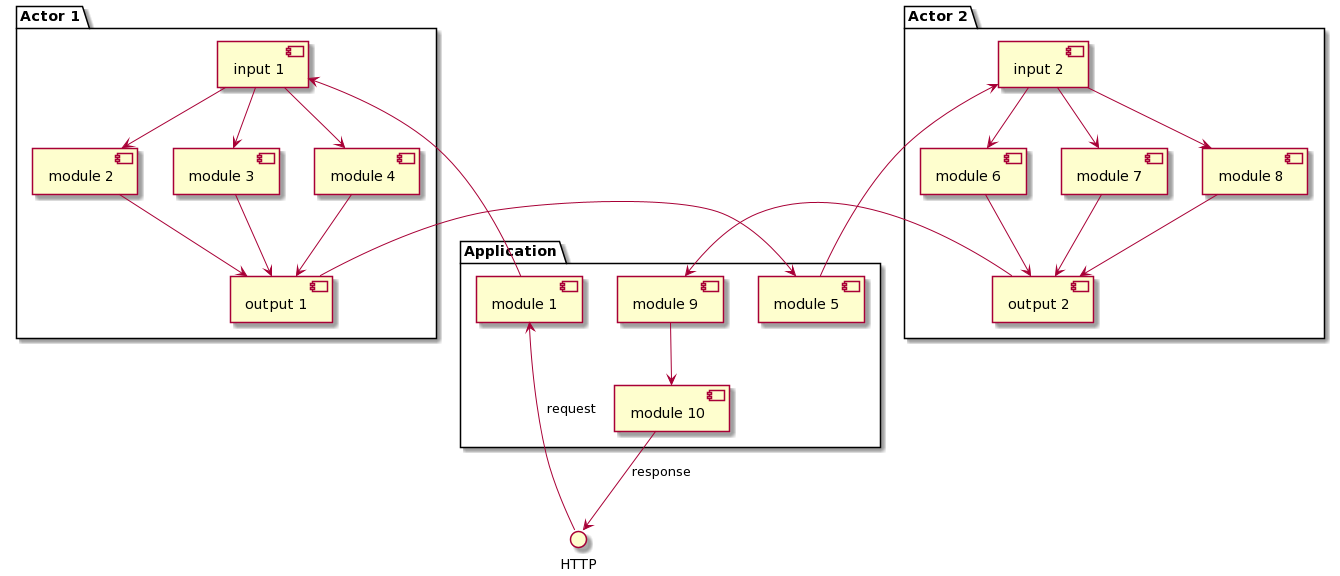 Actor 1
input 1
module 2
module 3
module 4
output 1
Actor 2
input 2
module 6
module 7
module 8
output 2
Application
module 1
module 9
module 5
module 10
request
response
HTTP